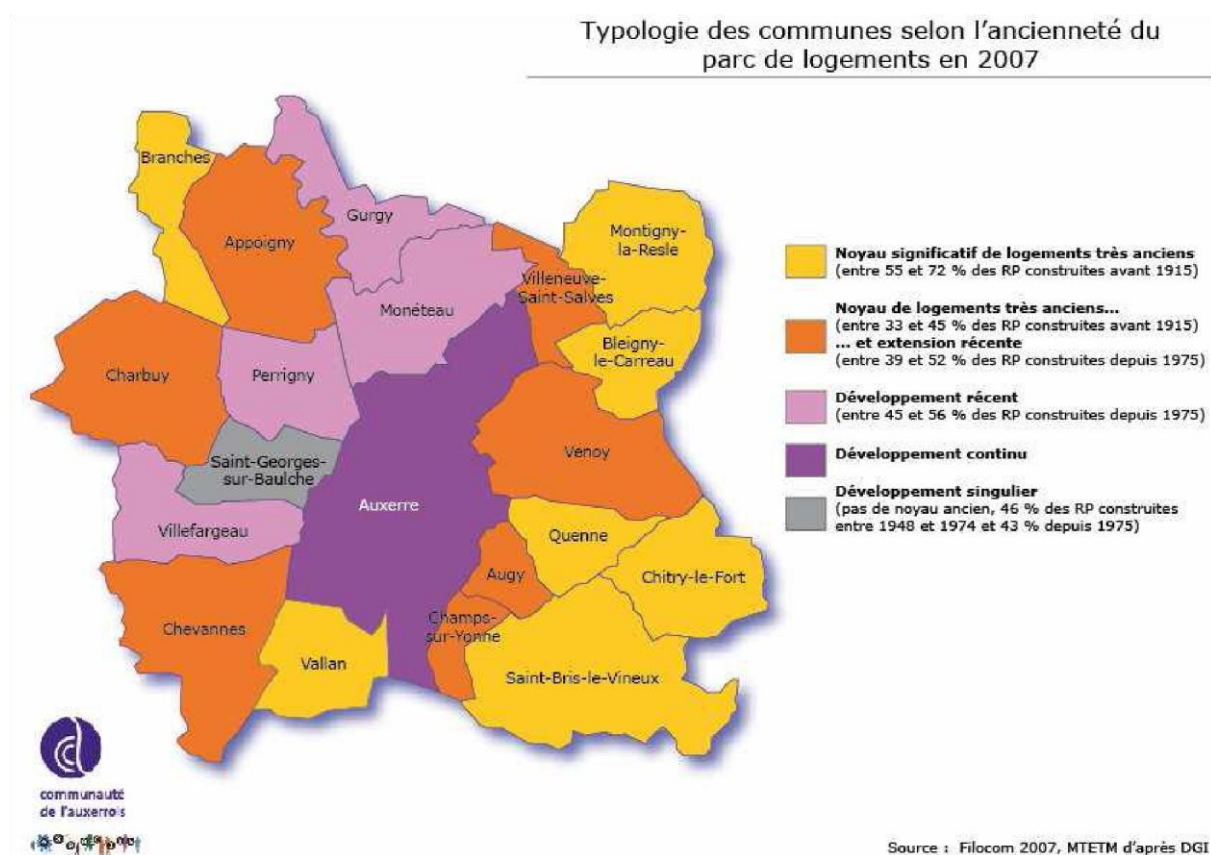 Typologie des communes selon l'ancienneté du
parc de logements en 2007
Branches
Gurgy
Appoigny
Montigny-
la-Resle
Villeneuve-
Saint-Salves
Monéteau
Bleigny-
le-Carreau
Charbuy
Perrigny
Venoy
Saint-Georges-
sur-Baulche
Auxerre
Villefargeau
Quenne
Augy
Chitry-le-Fort
Chevannes
Champs-
sur-Yonne
Vallan
Saint-Bris-le-Vineux
Noyau significatif de logements très anciens
(entre 55 et 72 % des RP construites avant 1915)
Noyau de logements très anciens...
(entre 33 et 45 % des RP construites avant 1915)
... et extension récente
(entre 39 et 52 % des RP construites depuis 1975)
Développement récent
(entre 45 et 56 % des RP construites depuis 1975)
Développement continu
Développement singulier
(pas de noyau ancien, 46 % des RP construites
entre 1948 et 1974 et 43 % depuis 1975)
communauté
de l'auxerrois
Source : Filocom 2007, MTETM d'après DGI